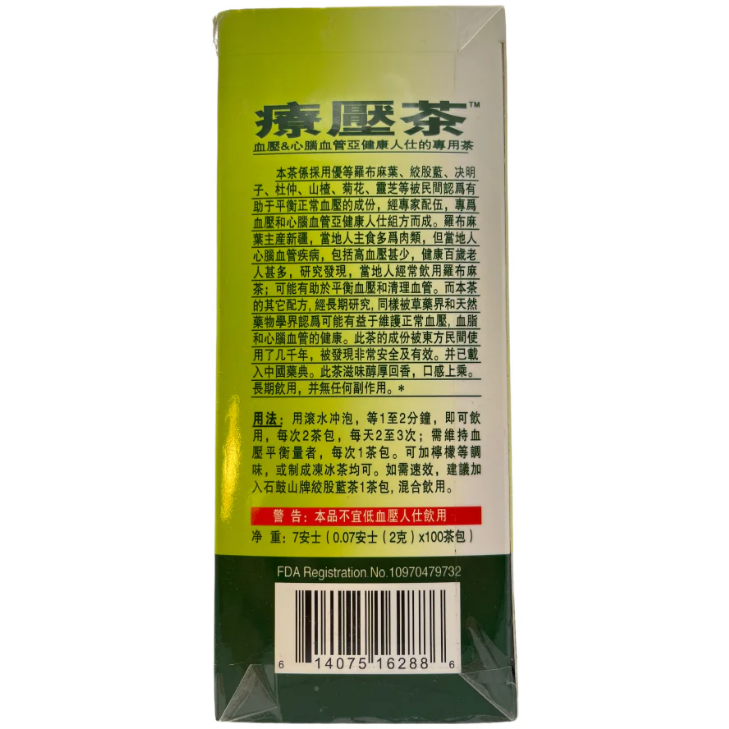 療壓茶™
血壓&心腦血管亞健康人仕的專用茶
本茶係採用優等羅布麻葉、絞股藍、决明
子、杜仲、山楂、菊花、靈芝等被民間認爲有
助于平衡正常血壓的成份，經專家配伍，專爲
血壓和心腦血管亞健康人仕組方而成。羅布麻
葉主産新疆，當地人主食多爲肉類，但當地人
心腦血管疾病，包括高血壓甚少，健康百歲老
人甚多，研究發現，當地人經常飲用羅布麻
茶；可能有助於平衡血壓和清理血管。而本茶
的其它配方，經長期研究，同樣被草藥界和天然
藥物學界認爲可能有益于維護正常血壓，血脂
和心腦血管的健康。此茶的成份被東方民間使
用了几千年，被發現非常安全及有效。并已載
入中國藥典。此茶滋味醇厚回香，口感上乘。
長期飲用，并無任何副作用。*
用法：用滾水冲泡，等1至2分鐘，即可飲
用，每次2茶包，每天2至3次；需維持血
壓平衡量者，每次1茶包。可加檸檬等調
味，或制成凍冰茶均可。如需速效，建議加
入石鼓山牌絞股藍茶1茶包，混合飲用。
警 告：本品不宜低血壓人仕飲用
净 重：7安士（0.07安士（2克）x100茶包）
FDA Registration No.10970479732
6 14075 16288 6